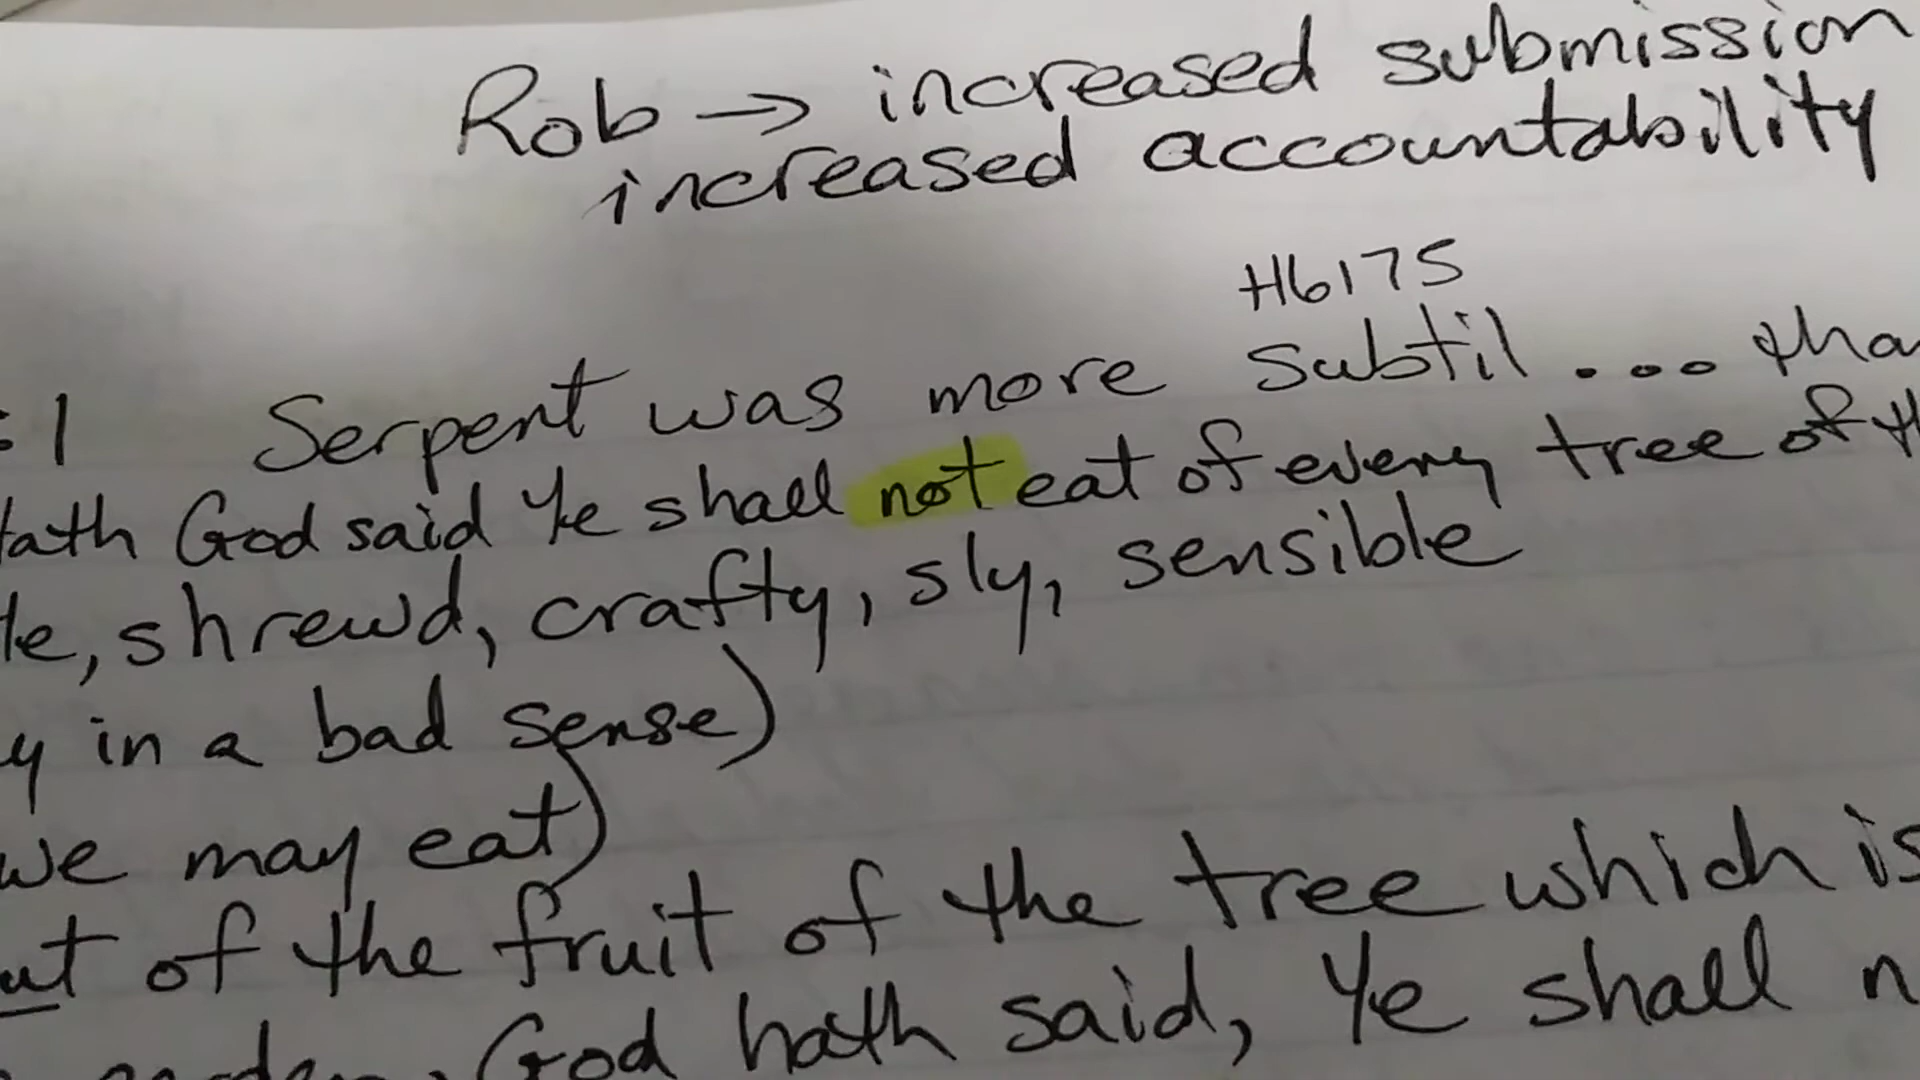 Rob → increased submission
increased accountability
H6175
:1 Serpent was more subtil ... tha
Hath God said Ye shall not eat of every tree of th
le, shrewd, crafty, sly, sensible
y in a bad sense)
we may eat)
ut of the fruit of the tree which is
God hath said, Ye shall n